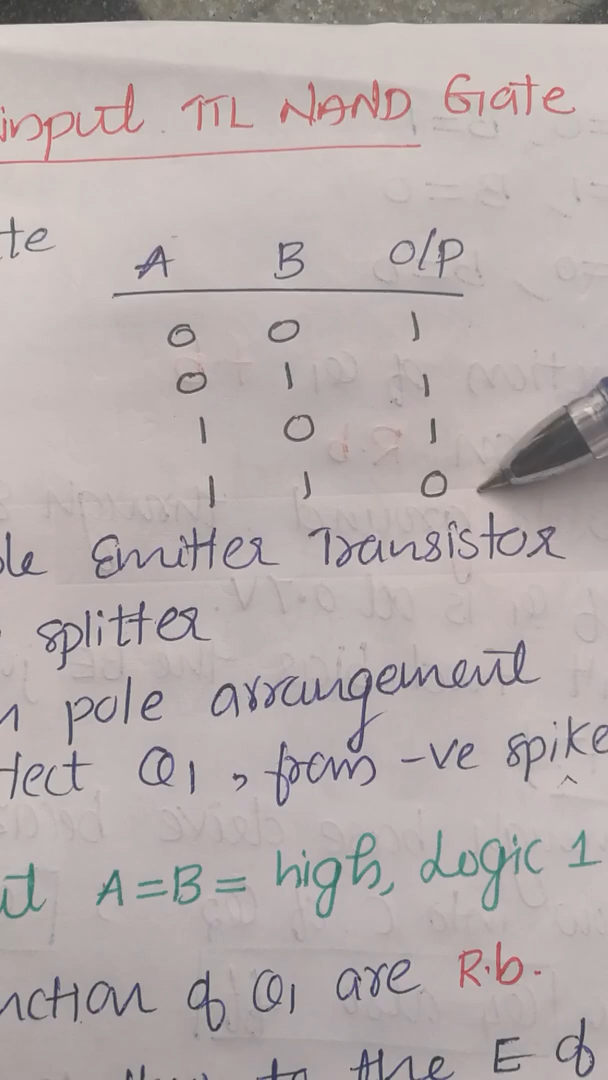 input TTL NAND Gate
te
A B O/P
0 0 1
0 1 1
1 0 1
1 1 0
le Emitter Transistor
splitter
pole arrangement
tect Q1, from -ve spike
A=B= high, Logic 1
nction of Q1 are R.b.
to the E of